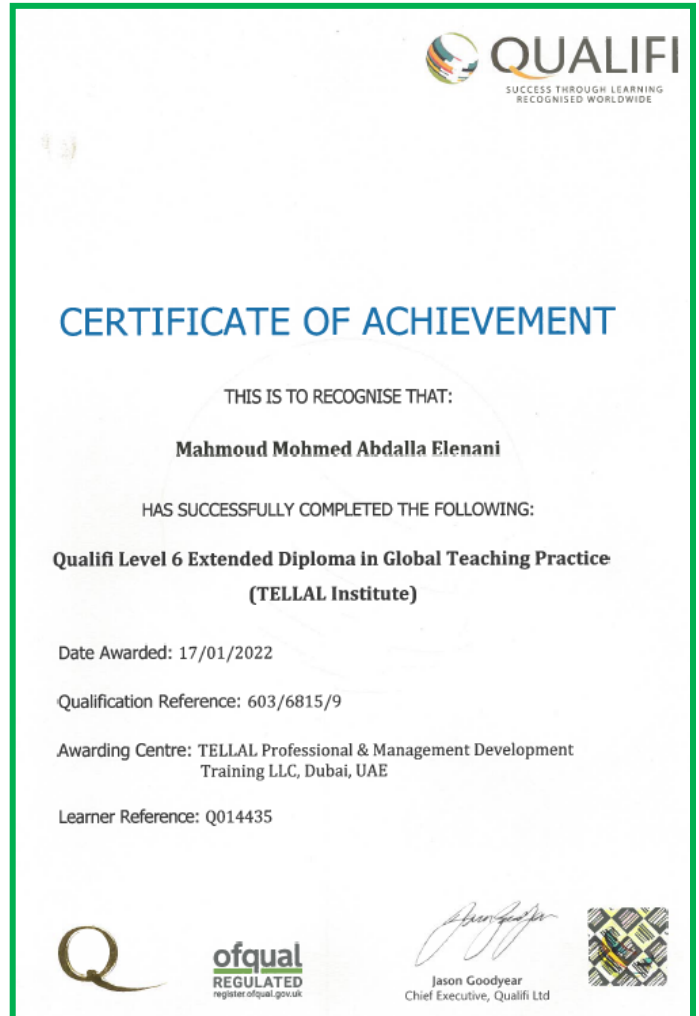 QUALIFI
SUCCESS THROUGH LEARNING
RECOGNISED WORLDWIDE
CERTIFICATE OF ACHIEVEMENT
THIS IS TO RECOGNISE THAT:
Mahmoud Mohmed Abdalla Elenani
HAS SUCCESSFULLY COMPLETED THE FOLLOWING:
Qualifi Level 6 Extended Diploma in Global Teaching Practice
(TELLAL Institute)
Date Awarded: 17/01/2022
Qualification Reference: 603/6815/9
Awarding Centre: TELLAL Professional & Management Development
Training LLC, Dubai, UAE
Learner Reference: Q014435
Q
ofqual
REGULATED
register.ofqual.gov.uk
Jason Goodyear
Chief Executive, Qualifi Ltd